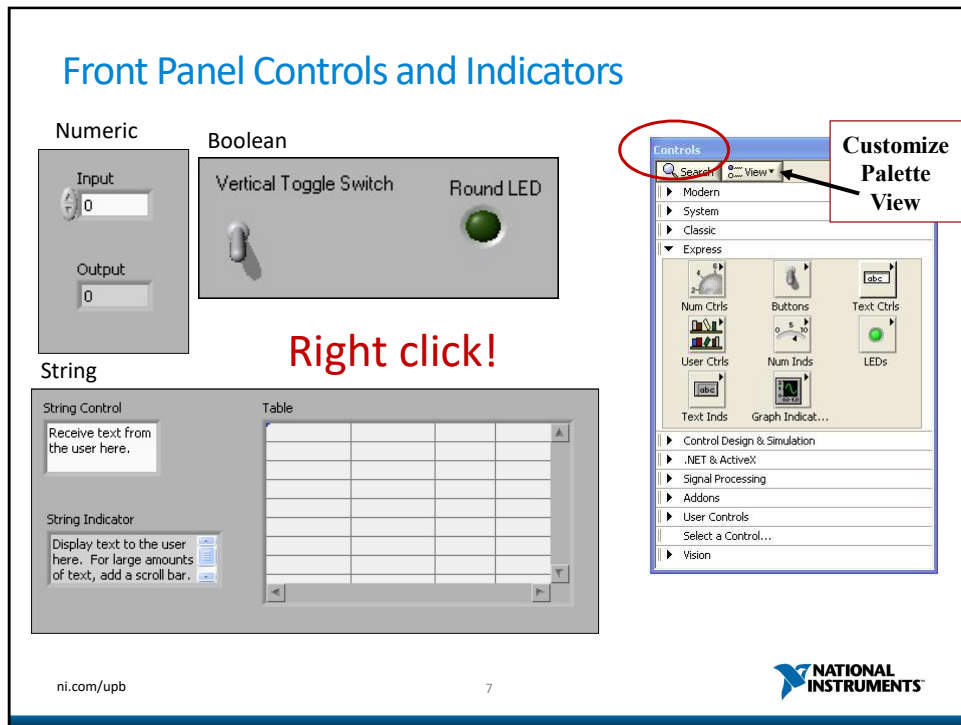 Front Panel Controls and Indicators
Numeric
Input
0
Output
0
Boolean
Vertical Toggle Switch
Round LED
Right click!
String
String Control
Receive text from
the user here.
String Indicator
Display text to the user
here. For large amounts
of text, add a scroll bar.
Table
Controls
Search View
Customize
Palette
View
Modern
System
Classic
Express
Num Ctrls Buttons Text Ctrls
User Ctrls Num Inds LEDs
Text Inds Graph Indicat...
Control Design & Simulation
.NET & ActiveX
Signal Processing
Addons
User Controls
Select a Control...
Vision
ni.com/upb
7
NATIONAL
INSTRUMENTS